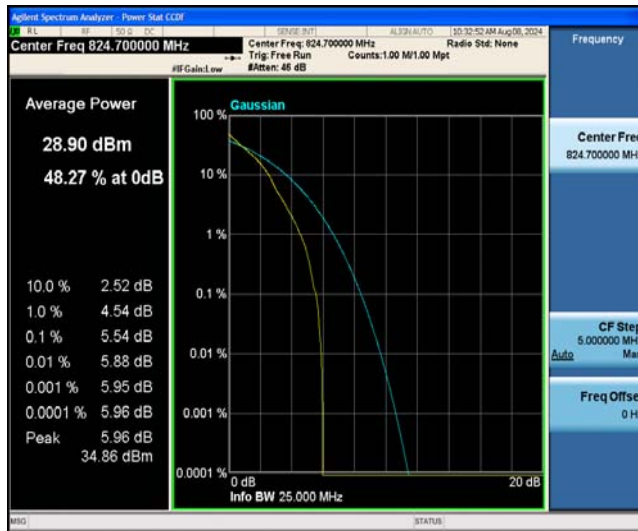 Agilent Spectrum Analyzer - Power Stat CCDF
RL RF 50 Ω DC SENSE:INT ALIGN AUTO 10:32:52 AM Aug 08, 2024
Center Freq 824.700000 MHz
Center Freq: 824.700000 MHz Radio Std: None
Trig: Free Run Counts:1.00 M/1.00 Mpt
#IFGain:Low #Atten: 46 dB
Frequency
Average Power
28.90 dBm
48.27 % at 0dB
10.0 % 2.52 dB
1.0 % 4.54 dB
0.1 % 5.54 dB
0.01 % 5.88 dB
0.001 % 5.95 dB
0.0001 % 5.96 dB
Peak 5.96 dB
34.86 dBm
Gaussian
100 %
10 %
1 %
0.1 %
0.01 %
0.001 %
0.0001 %
0 dB 20 dB
Info BW 25.000 MHz
Center Fre
824.700000 MH
CF Step
5.000000 MH
Auto Ma
Freq Offse
0 H
MSG STATUS